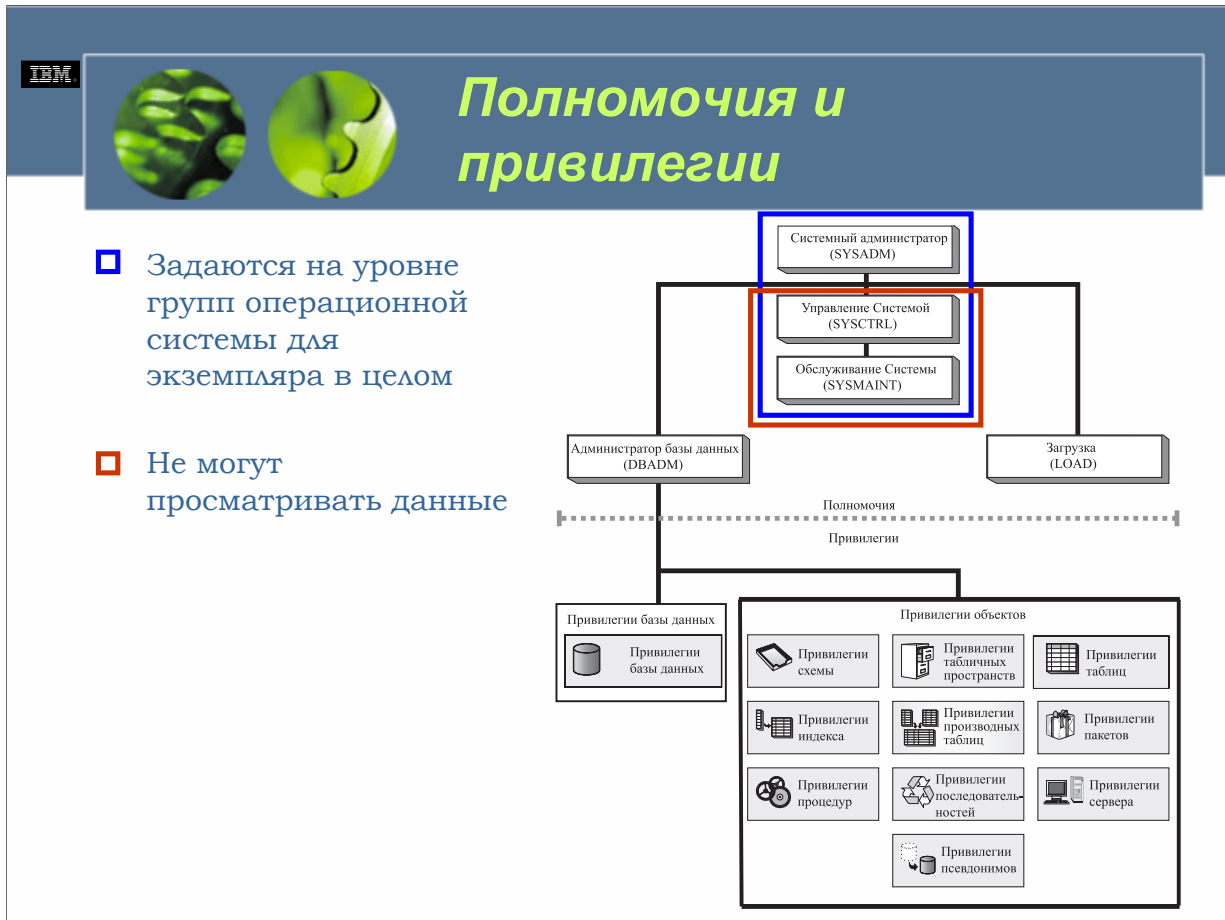 IBM
Полномочия и
привилегии
Задаются на уровне
групп операционной
системы для
экземпляра в целом
Не могут
просматривать данные
Системный администратор
(SYSADM)
Управление Системой
(SYSCTRL)
Обслуживание Системы
(SYSMAINT)
Администратор базы данных
(DBADM)
Загрузка
(LOAD)
Полномочия
Привилегии
Привилегии базы данных
Привилегии
базы данных
Привилегии объектов
Привилегии
схемы
Привилегии
табличных
пространств
Привилегии
таблиц
Привилегии
индекса
Привилегии
производных
таблиц
Привилегии
пакетов
Привилегии
процедур
Привилегии
последователь-
ностей
Привилегии
сервера
Привилегии
псевдонимов